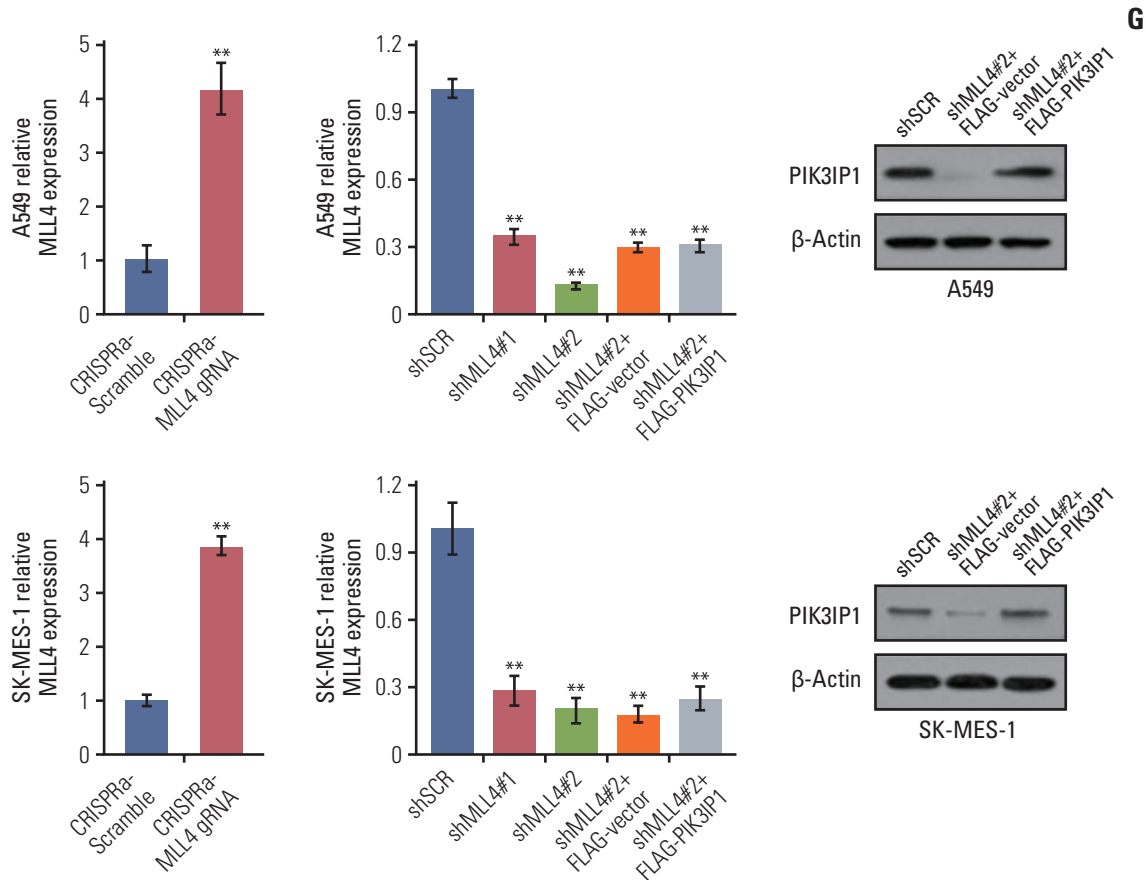 G
A549 relative
MLL4 expression
5
4
3
2
1
0
**
CRISPRa-
Scramble
CRISPRa-
MLL4 gRNA
A549 relative
MLL4 expression
1.2
0.9
0.6
0.3
0
**
**
**
**
shSCR
shMLL4#1
shMLL4#2
shMLL4#2+
FLAG-vector
shMLL4#2+
FLAG-PIK3IP1
shSCR
shMLL4#2+
FLAG-vector
shMLL4#2+
FLAG-PIK3IP1
PIK3IP1
β-Actin
A549
SK-MES-1 relative
MLL4 expression
5
4
3
2
1
0
**
CRISPRa-
Scramble
CRISPRa-
MLL4 gRNA
SK-MES-1 relative
MLL4 expression
1.2
0.9
0.6
0.3
0
**
**
**
**
shSCR
shMLL4#1
shMLL4#2
shMLL4#2+
FLAG-vector
shMLL4#2+
FLAG-PIK3IP1
shSCR
shMLL4#2+
FLAG-vector
shMLL4#2+
FLAG-PIK3IP1
PIK3IP1
β-Actin
SK-MES-1